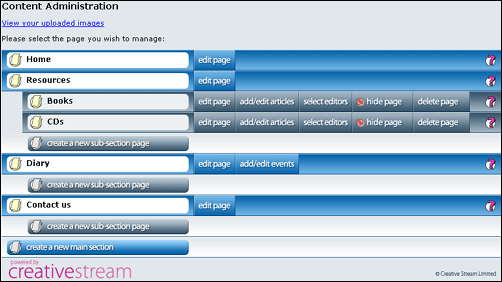 Content Administration
View your uploaded images
Please select the page you wish to manage:
Home edit page
Resources edit page
Books edit page add/edit articles select editors hide page delete page
CDs edit page add/edit articles select editors hide page delete page
create a new sub-section page
Diary edit page add/edit events
create a new sub-section page
Contact us edit page
create a new sub-section page
create a new main section
powered by
creativestream
© Creative Stream Limited